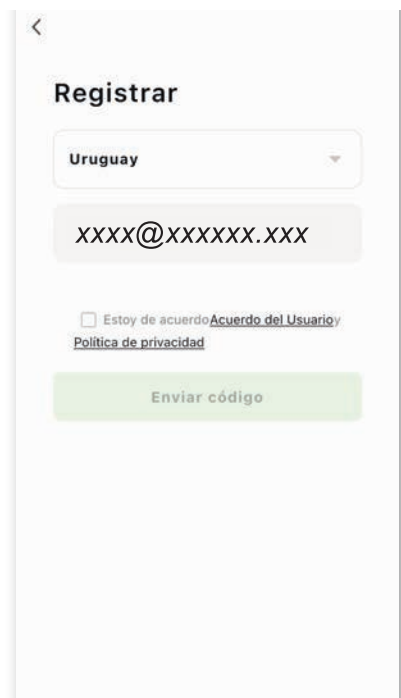 Registrar
Uruguay
xxxx@xxxxxx.xxx
Estoy de acuerdoAcuerdo del Usuarioy
Política de privacidad
Enviar código